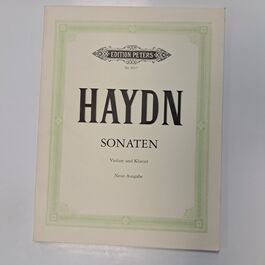 EDITION PETERS
HAYDN
SONATEN
Violine und Klavier
Neue Ausgabe